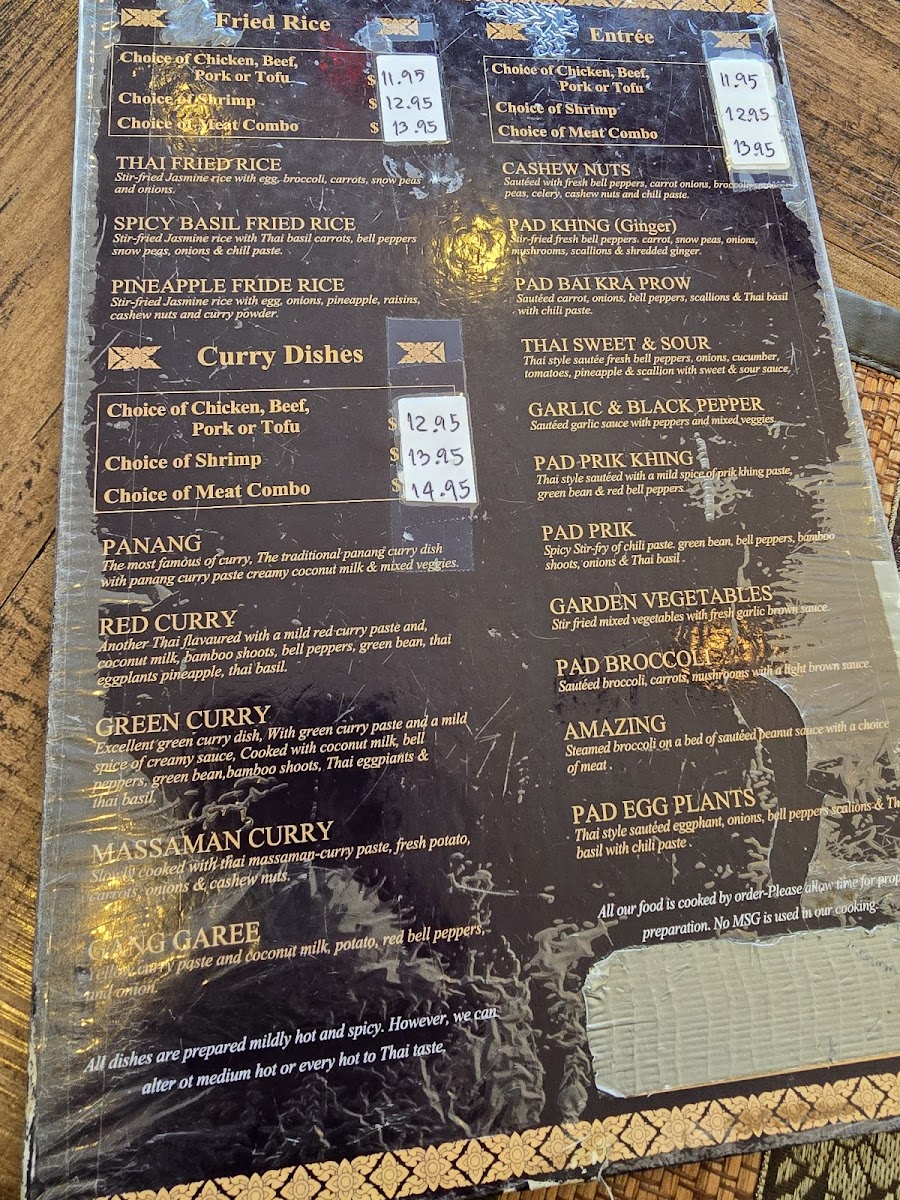 Fried Rice
Choice of Chicken, Beef,
Pork or Tofu $ 11.95
Choice of Shrimp $ 12.95
Choice of Meat Combo $ 13.95
THAI FRIED RICE
Stir-fried Jasmine rice with egg, broccoli, carrots, snow peas
and onions.
SPICY BASIL FRIED RICE
Stir-fried Jasmine rice with Thai basil carrots, bell peppers
snow peas, onions & chill paste.
PINEAPPLE FRIDE RICE
Stir-fried Jasmine rice with egg, onions, pineapple, raisins,
cashew nuts and curry powder.
Curry Dishes
Choice of Chicken, Beef,
Pork or Tofu $ 12.95
Choice of Shrimp $ 13.95
Choice of Meat Combo $ 14.95
PANANG
The most famous of curry, The traditional panang curry dish
with panang curry paste creamy coconut milk & mixed veggies.
RED CURRY
Another Thai flavoured with a mild red curry paste and,
coconut milk, bamboo shoots, bell peppers, green bean, thai
eggplants pineapple, thai basil.
GREEN CURRY
Excellent green curry dish, With green curry paste and a mild
spice of creamy sauce, Cooked with coconut milk, bell
peppers, green bean,bamboo shoots, Thai eggpiants &
thai basil.
MASSAMAN CURRY
Slowly cooked with thai massaman-curry paste, fresh potato,
carrots, onions & cashew nuts.
GANG GAREE
Yellow curry paste and coconut milk, potato, red bell peppers,
and onion.
All dishes are prepared mildly hot and spicy. However, we can
alter ot medium hot or every hot to Thai taste.
Entrée
Choice of Chicken, Beef,
Pork or Tofu 11.95
Choice of Shrimp 12.95
Choice of Meat Combo 13.95
CASHEW NUTS
Sautéed with fresh bell peppers, carrot onions, broccoli, snow
peas, celery, cashew nuts and chili paste.
PAD KHING (Ginger)
Stir-fried fresh bell peppers. carrot, snow peas, onions,
mushrooms, scallions & shredded ginger.
PAD BAI KRA PROW
Sautéed carrot, onions, bell peppers, scallions & Thai basil
with chili paste.
THAI SWEET & SOUR
Thai style sautée fresh bell peppers, onions, cucumber,
tomatoes, pineapple & scallion with sweet & sour sauce,
GARLIC & BLACK PEPPER
Sautéed garlic sauce with peppers and mixed veggies.
PAD PRIK KHING
Thai style sautéed with a mild spice of prik khing paste,
green bean & red bell peppers.
PAD PRIK
Spicy Stir-fry of chili paste, green bean, bell peppers, bamboo
shoots, onions & Thai basil .
GARDEN VEGETABLES
Stir fried mixed vegetables with fresh garlic brown sauce.
PAD BROCCOLI
Sautéed broccoli, carrots, mushrooms with a light brown sauce.
AMAZING
Steamed broccoli on a bed of sautéed peanut sauce with a choice
of meat .
PAD EGG PLANTS
Thai style sautéed eggphant, onions, bell peppers scalions & Th
basil with chili paste .
All our food is cooked by order-Please allow time for prop
preparation. No MSG is used in our cooking.